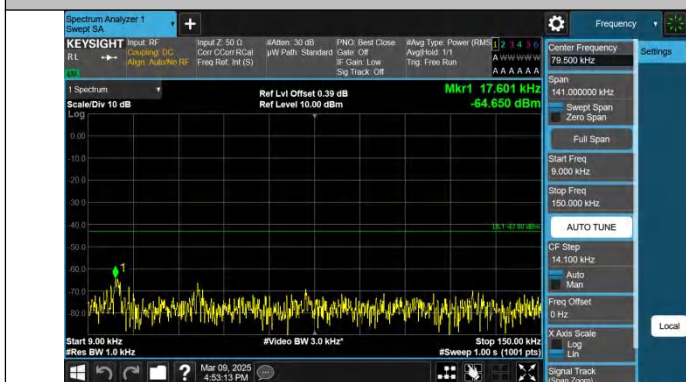 Spectrum Analyzer 1
Swept SA
Frequency
KEYSIGHT
RL
Input: RF
Coupling: DC
Align: Auto/No RF
Input Z: 50 Ω
Corr CCorr RCal
Freq Ref: Int (S)
#Atten: 30 dB
µW Path: Standard
PNO: Best Close
Gate: Off
IF Gain: Low
Sig Track: Off
#Avg Type: Power (RMS)
Avg|Hold: 1/1
Trig: Free Run
1 2 3 4 5 6
A W W W W W
A A A A A A
1 Spectrum
Scale/Div 10 dB
Log
Ref Lvl Offset 0.39 dB
Ref Level 10.00 dBm
Mkr1 17.601 kHz
-64.650 dBm
0.00
-10.0
-20.0
-30.0
-40.0
-50.0
-60.0
-70.0
-80.0
1
Start 9.00 kHz
#Res BW 1.0 kHz
#Video BW 3.0 kHz*
Stop 150.00 kHz
#Sweep 1.00 s (1001 pts)
Mar 09, 2025
4:53:13 PM
Center Frequency
79.500 kHz
Span
141.000000 kHz
Swept Span
Zero Span
Full Span
Start Freq
9.000 kHz
Stop Freq
150.000 kHz
AUTO TUNE
CF Step
14.100 kHz
Auto
Man
Freq Offset
0 Hz
X Axis Scale
Log
Lin
Signal Track
(Span Zoom)
Settings
Local